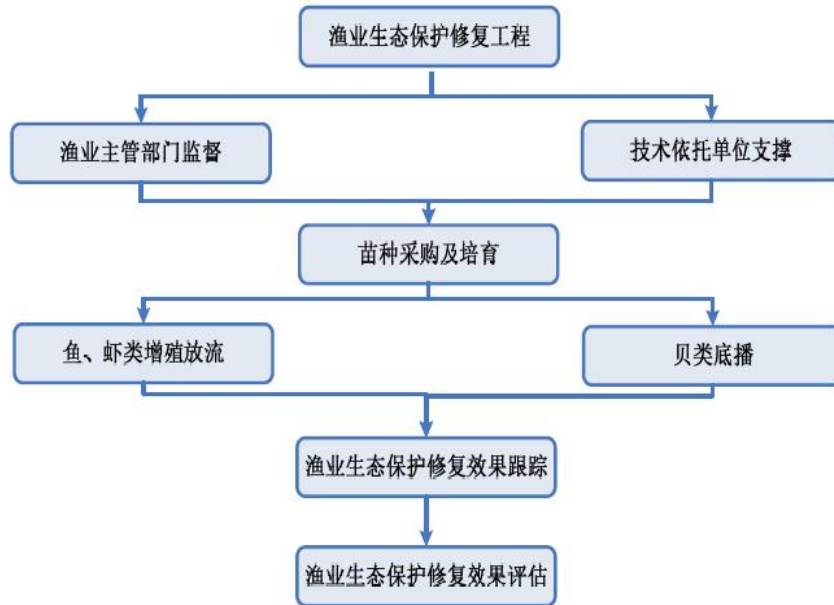 渔业生态保护修复工程
渔业主管部门监督
技术依托单位支撑
苗种采购及培育
鱼、虾类增殖放流
贝类底播
渔业生态保护修复效果跟踪
渔业生态保护修复效果评估